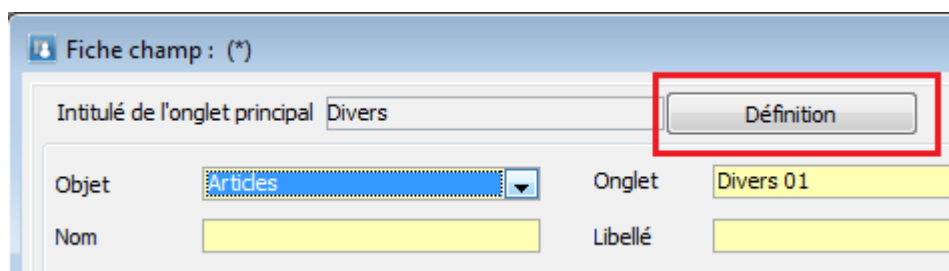 Fiche champ : (*)
Intitulé de l'onglet principal Divers Définition
Objet Articles Onglet Divers 01
Nom Libellé